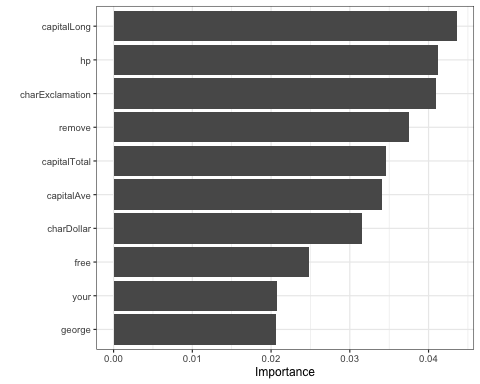 capitalLong
hp
charExclamation
remove
capitalTotal
capitalAve
charDollar
free
your
george
0.00 0.01 0.02 0.03 0.04
Importance